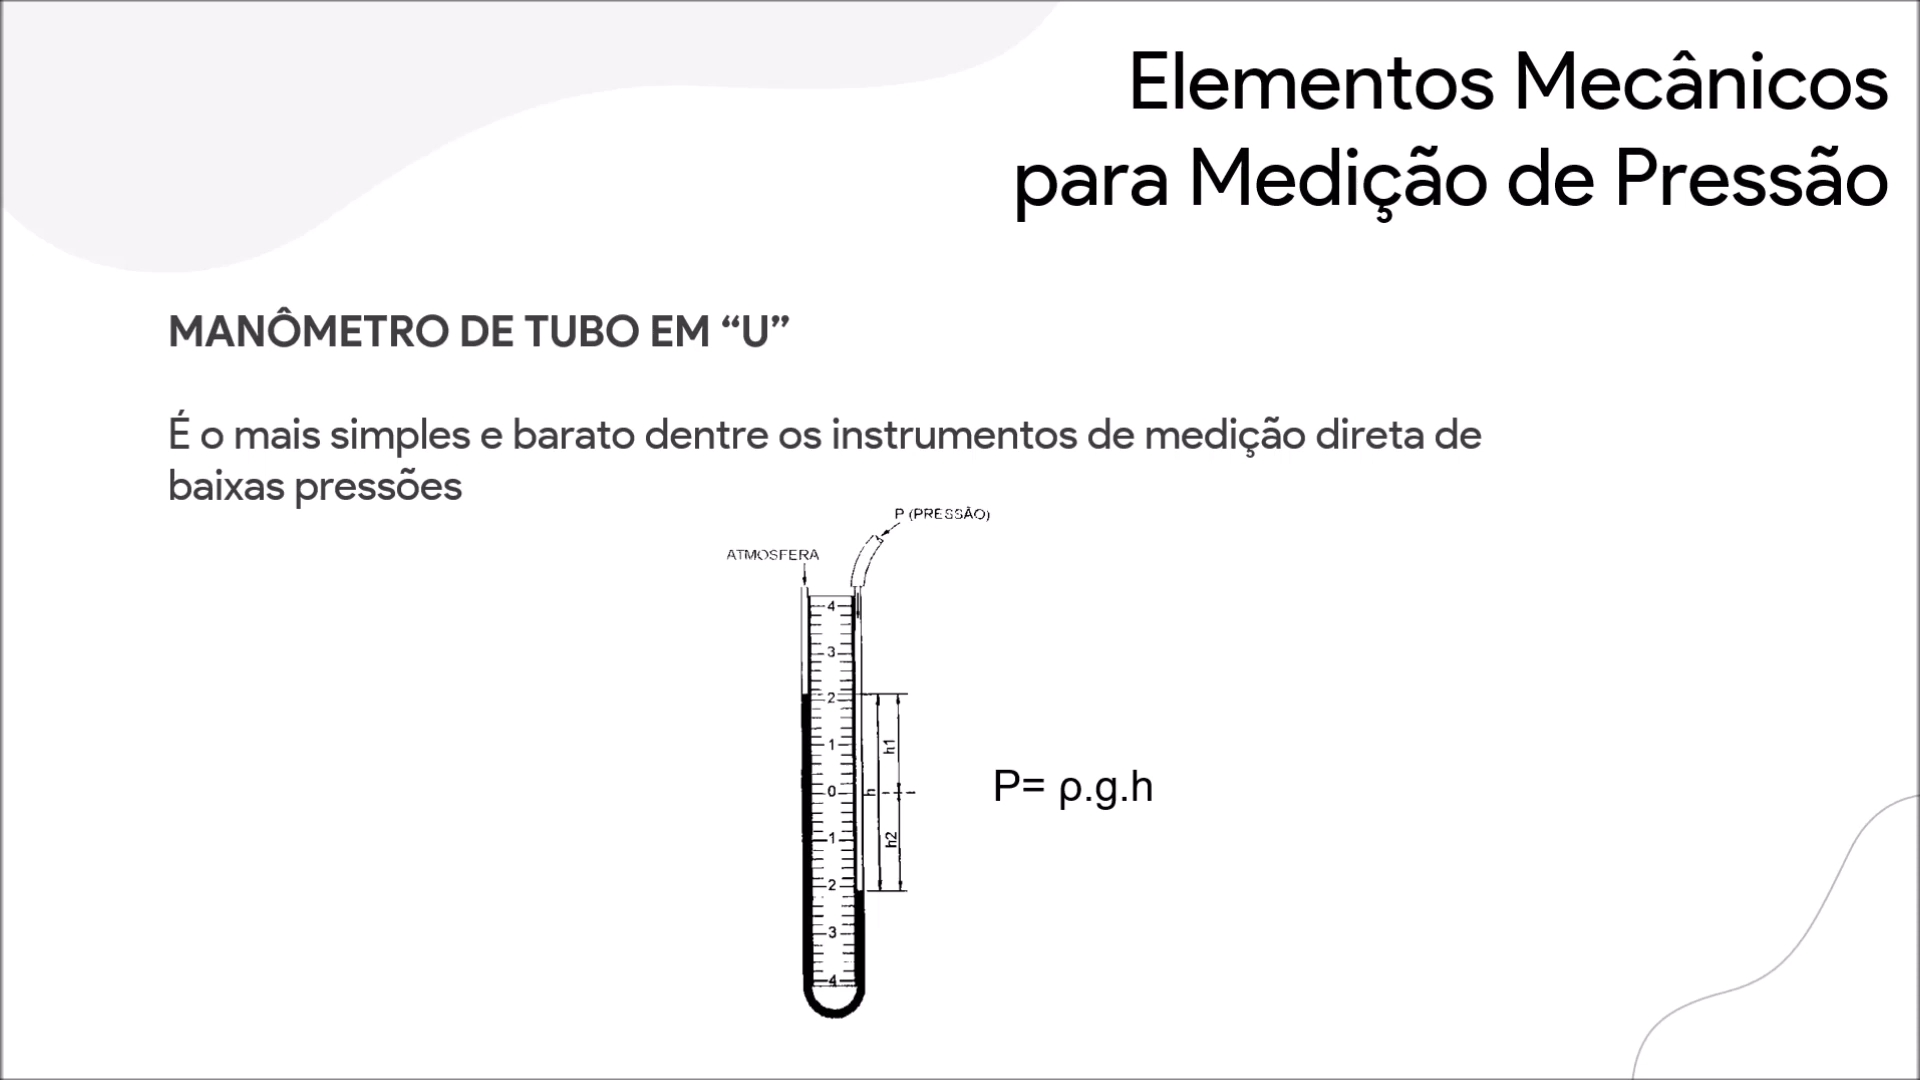 Elementos Mecânicos
para Medição de Pressão
MANÔMETRO DE TUBO EM “U”
É o mais simples e barato dentre os instrumentos de medição direta de
baixas pressões
P (PRESSÃO)
ATMOSFERA
4
3
2
1
h1
0
h
P= ρ.g.h
1
h2
2
3
4